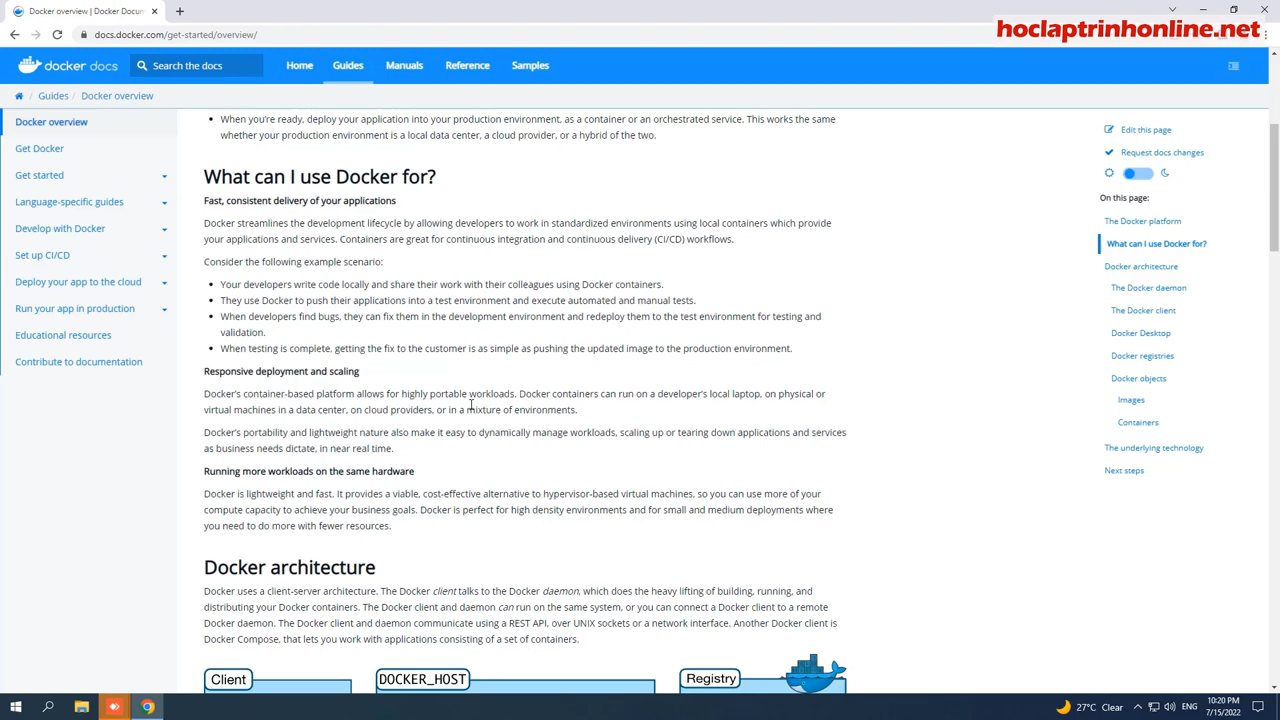 Docker overview | Docker Docum
hoclaptrinhonline.net
docs.docker.com/get-started/overview/
docker docs
Search the docs
Home
Guides
Manuals
Reference
Samples
Guides / Docker overview
Docker overview
Get Docker
Get started
Language-specific guides
Develop with Docker
Set up CI/CD
Deploy your app to the cloud
Run your app in production
Educational resources
Contribute to documentation
When you're ready, deploy your application into your production environment, as a container or an orchestrated service. This works the same
whether your production environment is a local data center, a cloud provider, or a hybrid of the two.
What can I use Docker for?
Fast, consistent delivery of your applications
Docker streamlines the development lifecycle by allowing developers to work in standardized environments using local containers which provide
your applications and services. Containers are great for continuous integration and continuous delivery (CI/CD) workflows.
Consider the following example scenario:
Your developers write code locally and share their work with their colleagues using Docker containers.
They use Docker to push their applications into a test environment and execute automated and manual tests.
When developers find bugs, they can fix them in the development environment and redeploy them to the test environment for testing and
validation.
When testing is complete, getting the fix to the customer is as simple as pushing the updated image to the production environment.
Responsive deployment and scaling
Docker's container-based platform allows for highly portable workloads. Docker containers can run on a developer's local laptop, on physical or
virtual machines in a data center, on cloud providers, or in a mixture of environments.
Docker's portability and lightweight nature also make it easy to dynamically manage workloads, scaling up or tearing down applications and services
as business needs dictate, in near real time.
Running more workloads on the same hardware
Docker is lightweight and fast. It provides a viable, cost-effective alternative to hypervisor-based virtual machines, so you can use more of your
compute capacity to achieve your business goals. Docker is perfect for high density environments and for small and medium deployments where
you need to do more with fewer resources.
Docker architecture
Docker uses a client-server architecture. The Docker client talks to the Docker daemon, which does the heavy lifting of building, running, and
distributing your Docker containers. The Docker client and daemon can run on the same system, or you can connect a Docker client to a remote
Docker daemon. The Docker client and daemon communicate using a REST API, over UNIX sockets or a network interface. Another Docker client is
Docker Compose, that lets you work with applications consisting of a set of containers.
Client
DOCKER_HOST
Registry
Edit this page
Request docs changes
On this page:
The Docker platform
What can I use Docker for?
Docker architecture
The Docker daemon
The Docker client
Docker Desktop
Docker registries
Docker objects
Images
Containers
The underlying technology
Next steps
27°C Clear
ENG
10:20 PM
7/15/2022